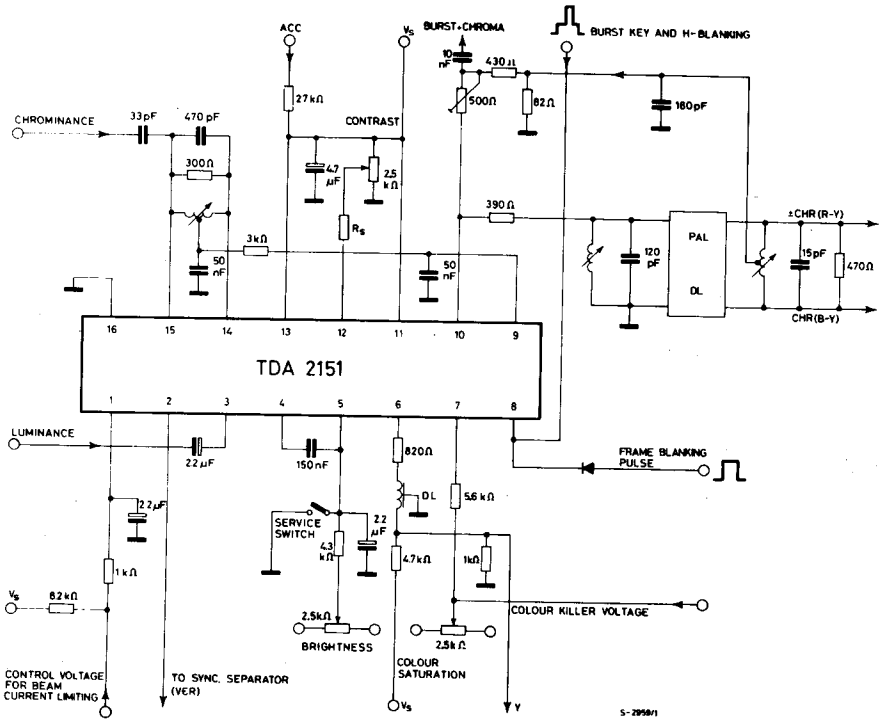 ACC
Vs
BURST+CHROMA
BURST KEY AND H-BLANKING
10
nF
430Ω
500Ω
82Ω
180pF
27kΩ
CONTRAST
33pF
470pF
CHROMINANCE
300Ω
4.7
µF
2.5
kΩ
Rs
390Ω
3kΩ
50
nF
50
nF
120
pF
PAL
DL
±CHR(R-Y)
15pF
470Ω
CHR(B-Y)
16 15 14 13 12 11 10 9
TDA 2151
1 2 3 4 5 6 7 8
LUMINANCE
22µF
150nF
820Ω
FRAME BLANKING
PULSE
DL
5.6kΩ
2.2µF
SERVICE
SWITCH
2.2
µF
4.3
kΩ
4.7kΩ
1kΩ
1kΩ
Vs
82kΩ
COLOUR KILLER VOLTAGE
2.5kΩ
BRIGHTNESS
2.5kΩ
COLOUR
SATURATION
CONTROL VOLTAGE
FOR BEAM
CURRENT LIMITING
TO SYNC. SEPARATOR
(VER)
Vs
Y
S-2959/1